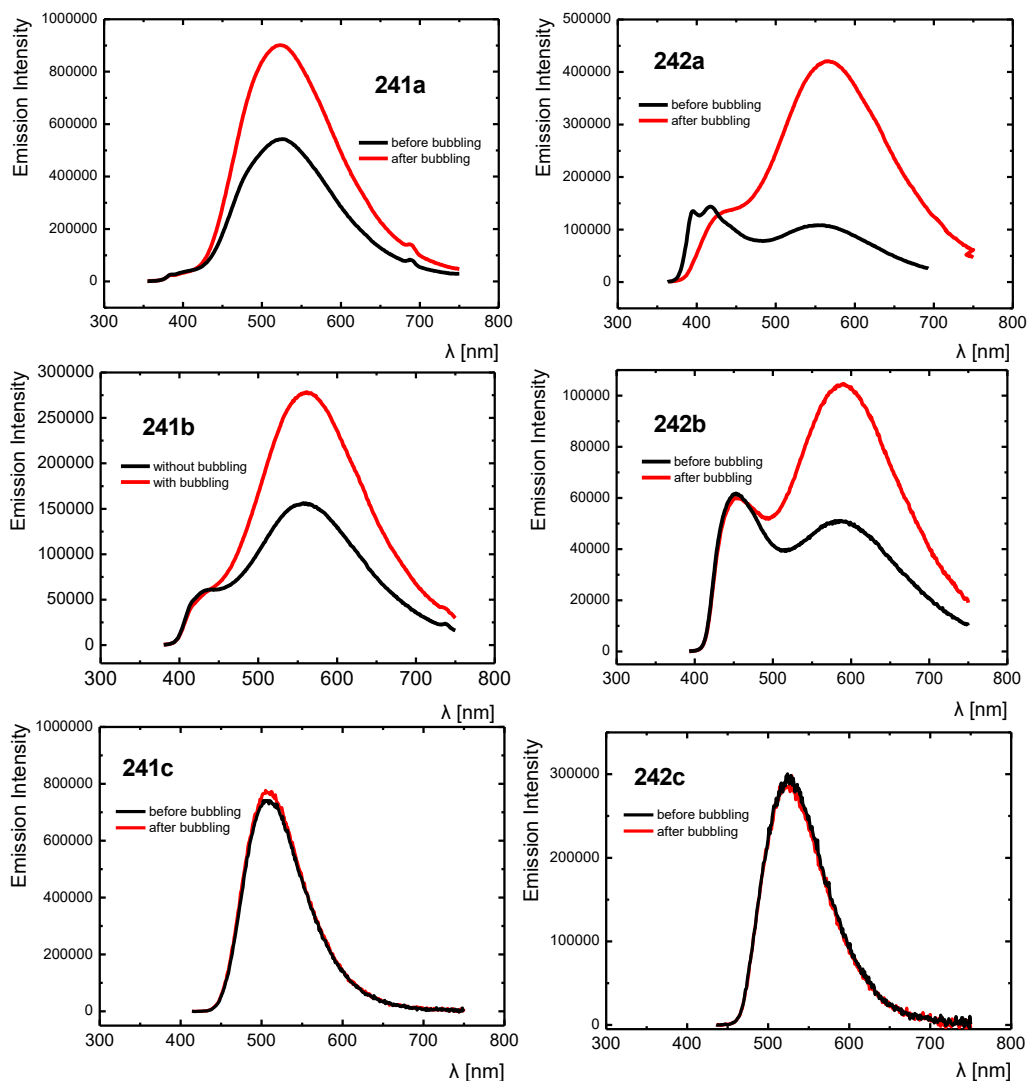 Emission Intensity
1000000
800000
600000
400000
200000
0
241a
before bubbling
after bubbling
300 400 500 600 700 800
λ [nm]
Emission Intensity
500000
400000
300000
200000
100000
0
242a
before bubbling
after bubbling
300 400 500 600 700 800
λ [nm]
Emission Intensity
300000
250000
200000
150000
100000
50000
0
241b
without bubbling
with bubbling
300 400 500 600 700 800
λ [nm]
Emission Intensity
100000
80000
60000
40000
20000
0
242b
before bubbling
after bubbling
300 400 500 600 700 800
λ [nm]
Emission Intensity
1000000
800000
600000
400000
200000
0
241c
before bubbling
after bubbling
300 400 500 600 700 800
λ [nm]
Emission Intensity
300000
200000
100000
0
242c
before bubbling
after bubbling
300 400 500 600 700 800
λ [nm]